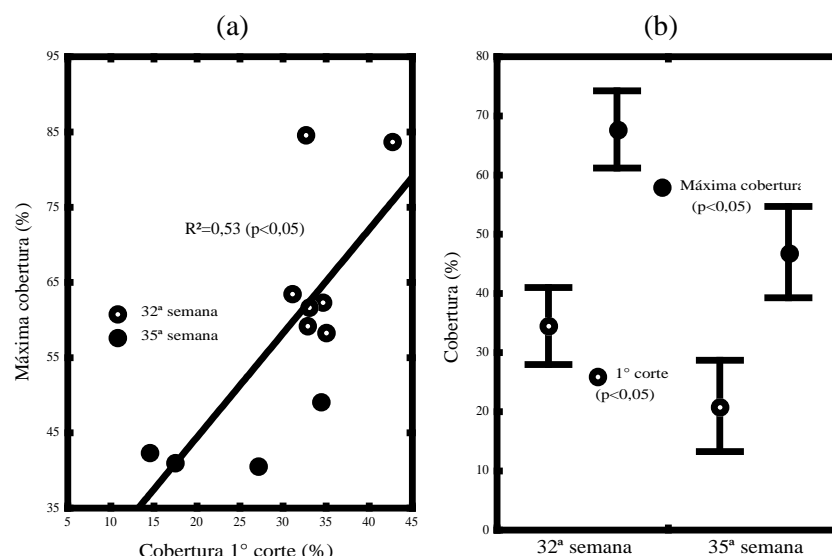 (a)
95
85
75
65
55
45
35
Máxima cobertura (%)
R²=0,53 (p<0,05)
32ª semana
35ª semana
5
10
15
20
25
30
35
40
45
Cobertura 1° corte (%)
(b)
80
70
60
50
40
30
20
10
0
Cobertura (%)
Máxima cobertura
(p<0,05)
1° corte
(p<0,05)
32ª semana
35ª semana